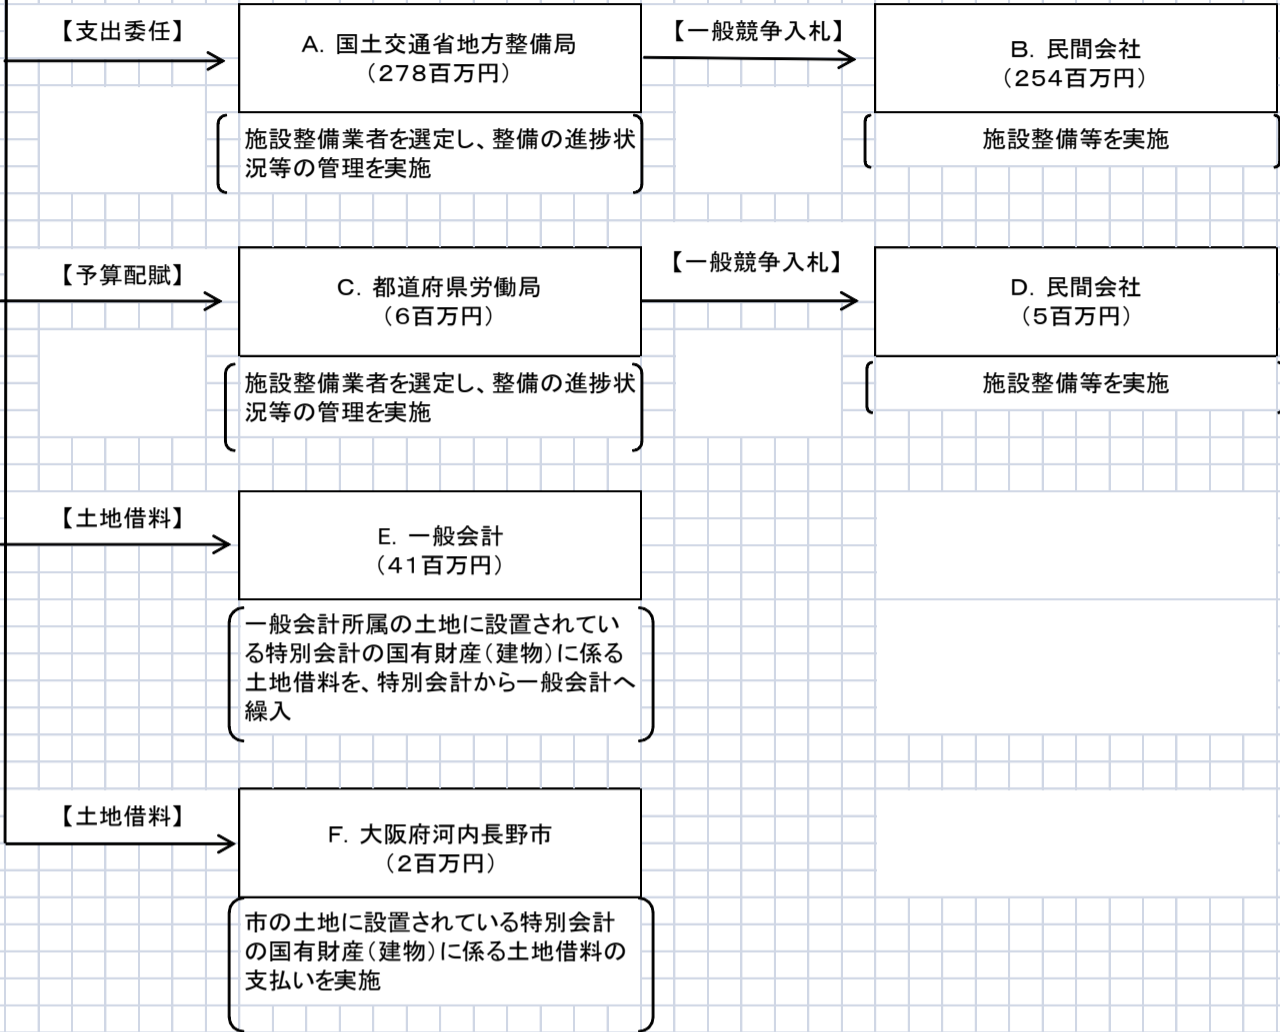 【支出委任】
A. 国土交通省地方整備局
（278百万円）
【一般競争入札】
B. 民間会社
（254百万円）
施設整備業者を選定し、整備の進捗状
況等の管理を実施
施設整備等を実施
【予算配賦】
C. 都道府県労働局
（6百万円）
【一般競争入札】
D. 民間会社
（5百万円）
施設整備業者を選定し、整備の進捗状
況等の管理を実施
施設整備等を実施
【土地借料】
E. 一般会計
（41百万円）
一般会計所属の土地に設置されてい
る特別会計の国有財産（建物）に係る
土地借料を、特別会計から一般会計へ
繰入
【土地借料】
F. 大阪府河内長野市
（2百万円）
市の土地に設置されている特別会計
の国有財産（建物）に係る土地借料の
支払いを実施